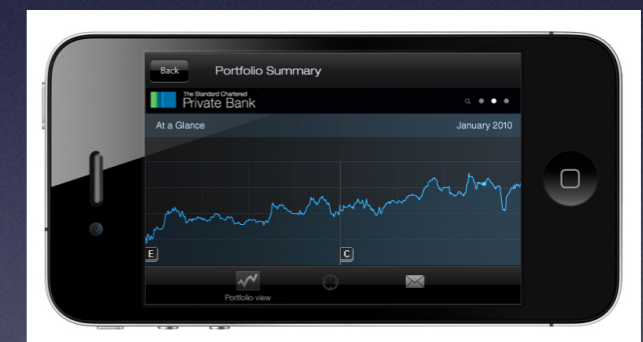 Back
Portfolio Summary
The Standard Chartered
Private Bank
At a Glance
January 2010
E
C
Portfolio view